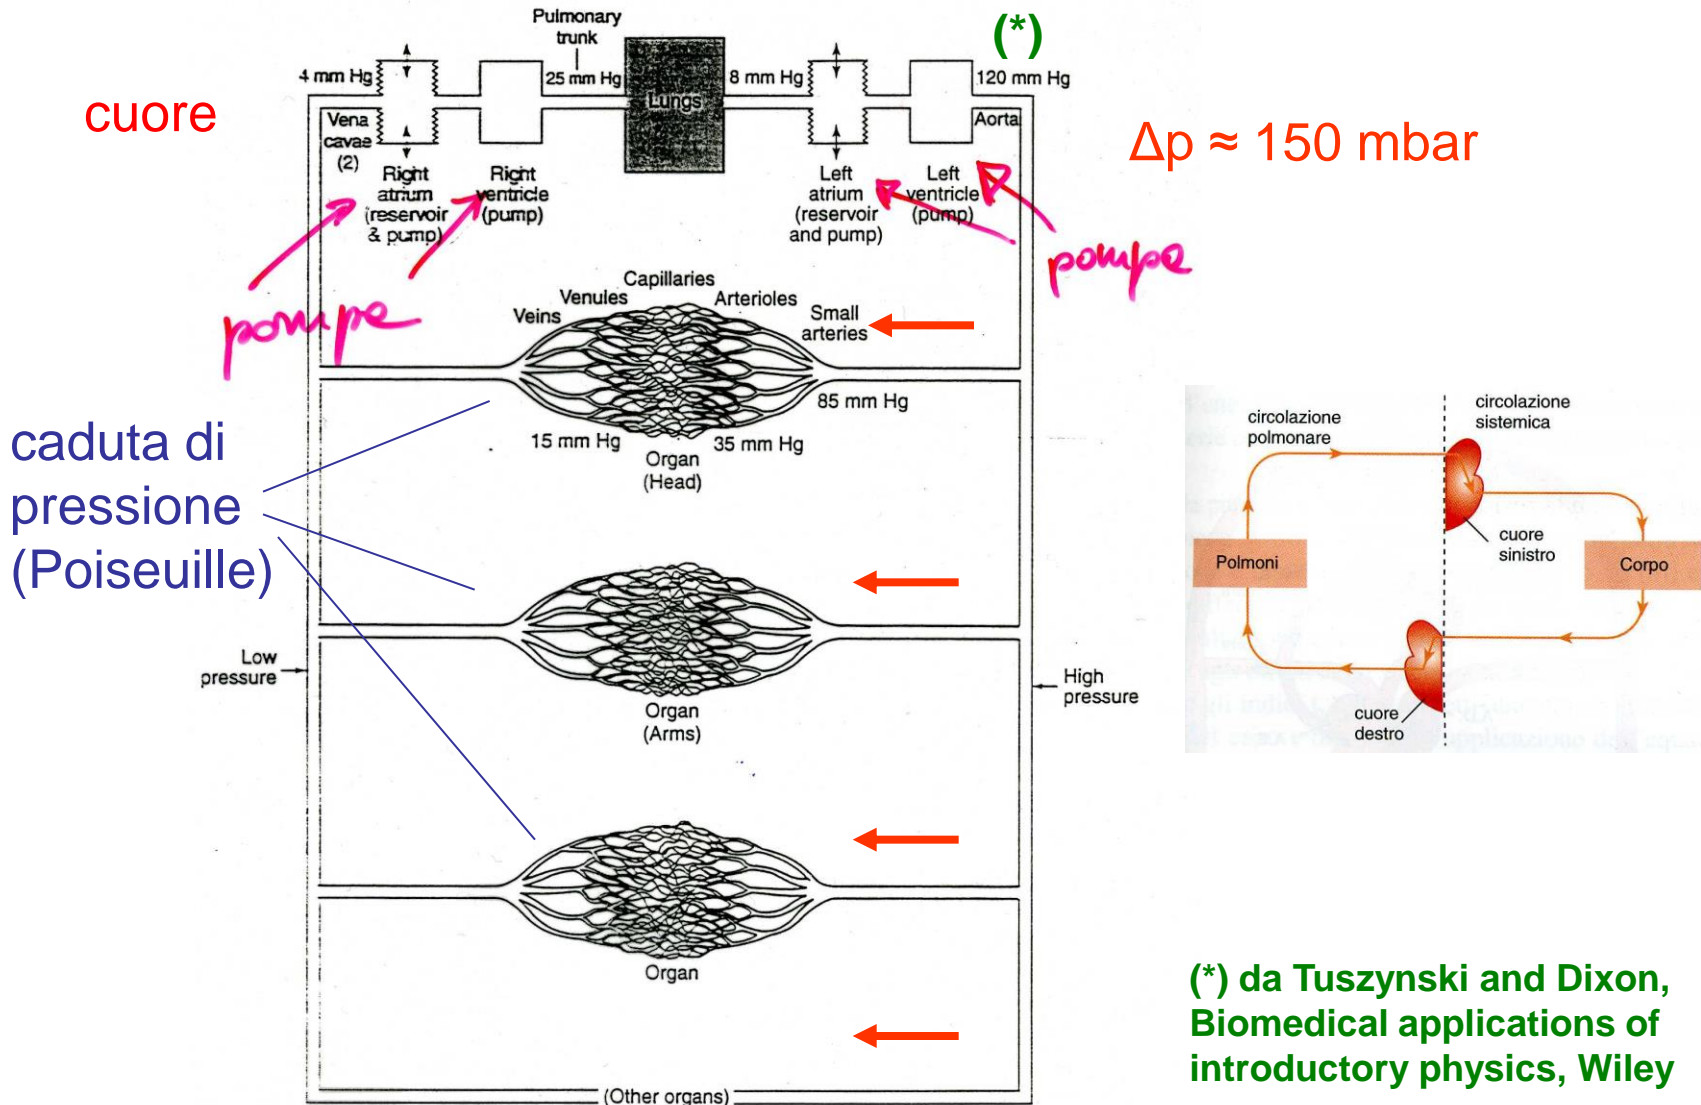 Pulmonary
trunk
(*)
4 mm Hg
25 mm Hg
Lungs
8 mm Hg
120 mm Hg
cuore
Vena
cavae
(2)
Aorta
Δp ≈ 150 mbar
Right
atrium
(reservoir
& pump)
Right
ventricle
(pump)
Left
atrium
(reservoir
and pump)
Left
ventricle
(pump)
pompe
pompe
Capillaries
Venules
Arterioles
Veins
Small
arteries
85 mm Hg
15 mm Hg
35 mm Hg
Organ
(Head)
caduta di
pressione
(Poiseuille)
circolazione
polmonare
circolazione
sistemica
cuore
sinistro
Polmoni
Corpo
cuore
destro
Low
pressure
High
pressure
Organ
(Arms)
Organ
(Other organs)
(*) da Tuszynski and Dixon,
Biomedical applications of
introductory physics, Wiley